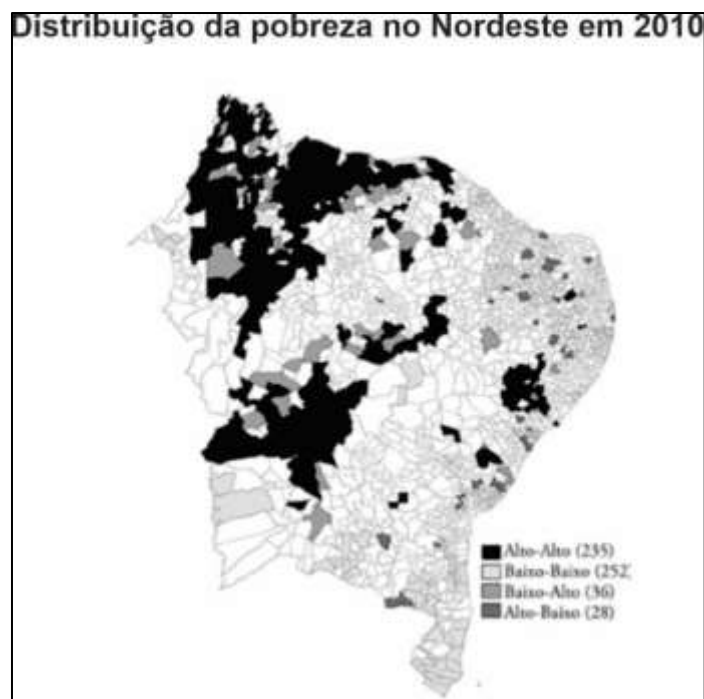 Distribuição da pobreza no Nordeste em 2010
Alto-Alto (235)
Baixo-Baixo (252)
Baixo-Alto (36)
Alto-Baixo (28)